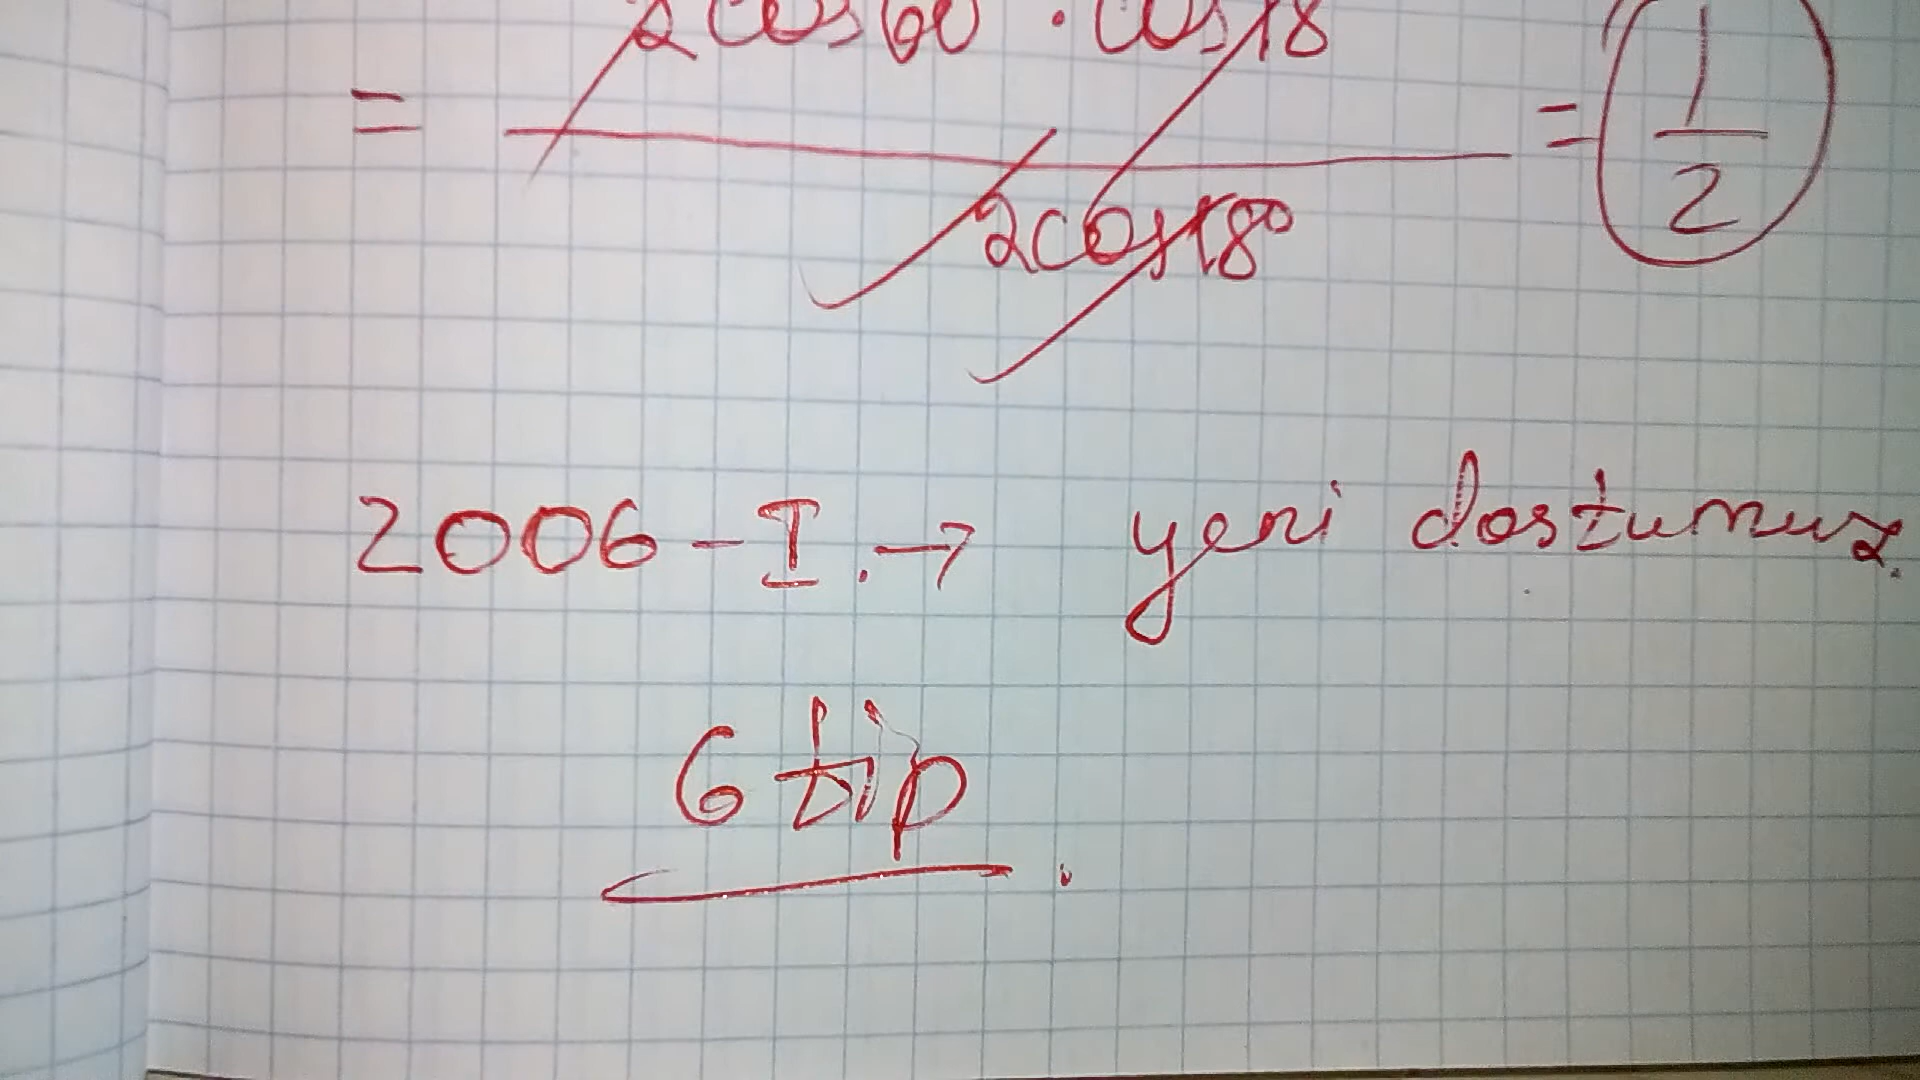 = 2cos60 · cos18 / 2cos18° = 1/2
2006 - I. → yeni dostumuz.
6 tip.